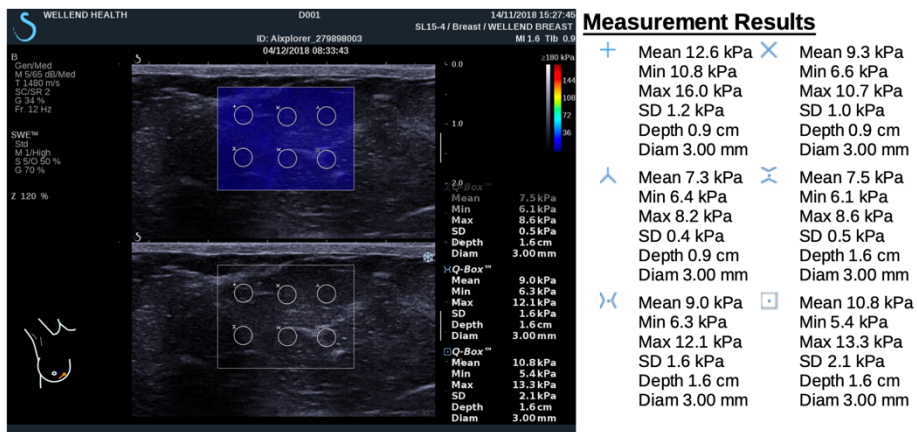 WELLEND HEALTH
D001
14/11/2018 15:27:45
SL15-4 / Breast / WELLEND BREAST
ID: Aixplorer_279898003
MI 1.6 TIb 0.9
04/12/2018 08:33:43
B
Gen/Med
M 5/65 dB/Med
T 1480 m/s
SC/SR 2
G 34 %
Fr. 12 Hz
SWE™
Std
M 1/High
S 5/O 50 %
G 70 %
Z 120 %
S
0.0
1.0
2.0
≥180 kPa
144
108
72
36
Q-Box™
Mean 7.5 kPa
Min 6.1 kPa
Max 8.6 kPa
SD 0.5 kPa
Depth 1.6 cm
Diam 3.00 mm
S
Q-Box™
Mean 9.0 kPa
Min 6.3 kPa
Max 12.1 kPa
SD 1.6 kPa
Depth 1.6 cm
Diam 3.00 mm
Q-Box™
Mean 10.8 kPa
Min 5.4 kPa
Max 13.3 kPa
SD 2.1 kPa
Depth 1.6 cm
Diam 3.00 mm
Measurement Results
Mean 12.6 kPa
Min 10.8 kPa
Max 16.0 kPa
SD 1.2 kPa
Depth 0.9 cm
Diam 3.00 mm
Mean 9.3 kPa
Min 6.6 kPa
Max 10.7 kPa
SD 1.0 kPa
Depth 0.9 cm
Diam 3.00 mm
Mean 7.3 kPa
Min 6.4 kPa
Max 8.2 kPa
SD 0.4 kPa
Depth 0.9 cm
Diam 3.00 mm
Mean 7.5 kPa
Min 6.1 kPa
Max 8.6 kPa
SD 0.5 kPa
Depth 1.6 cm
Diam 3.00 mm
Mean 9.0 kPa
Min 6.3 kPa
Max 12.1 kPa
SD 1.6 kPa
Depth 1.6 cm
Diam 3.00 mm
Mean 10.8 kPa
Min 5.4 kPa
Max 13.3 kPa
SD 2.1 kPa
Depth 1.6 cm
Diam 3.00 mm